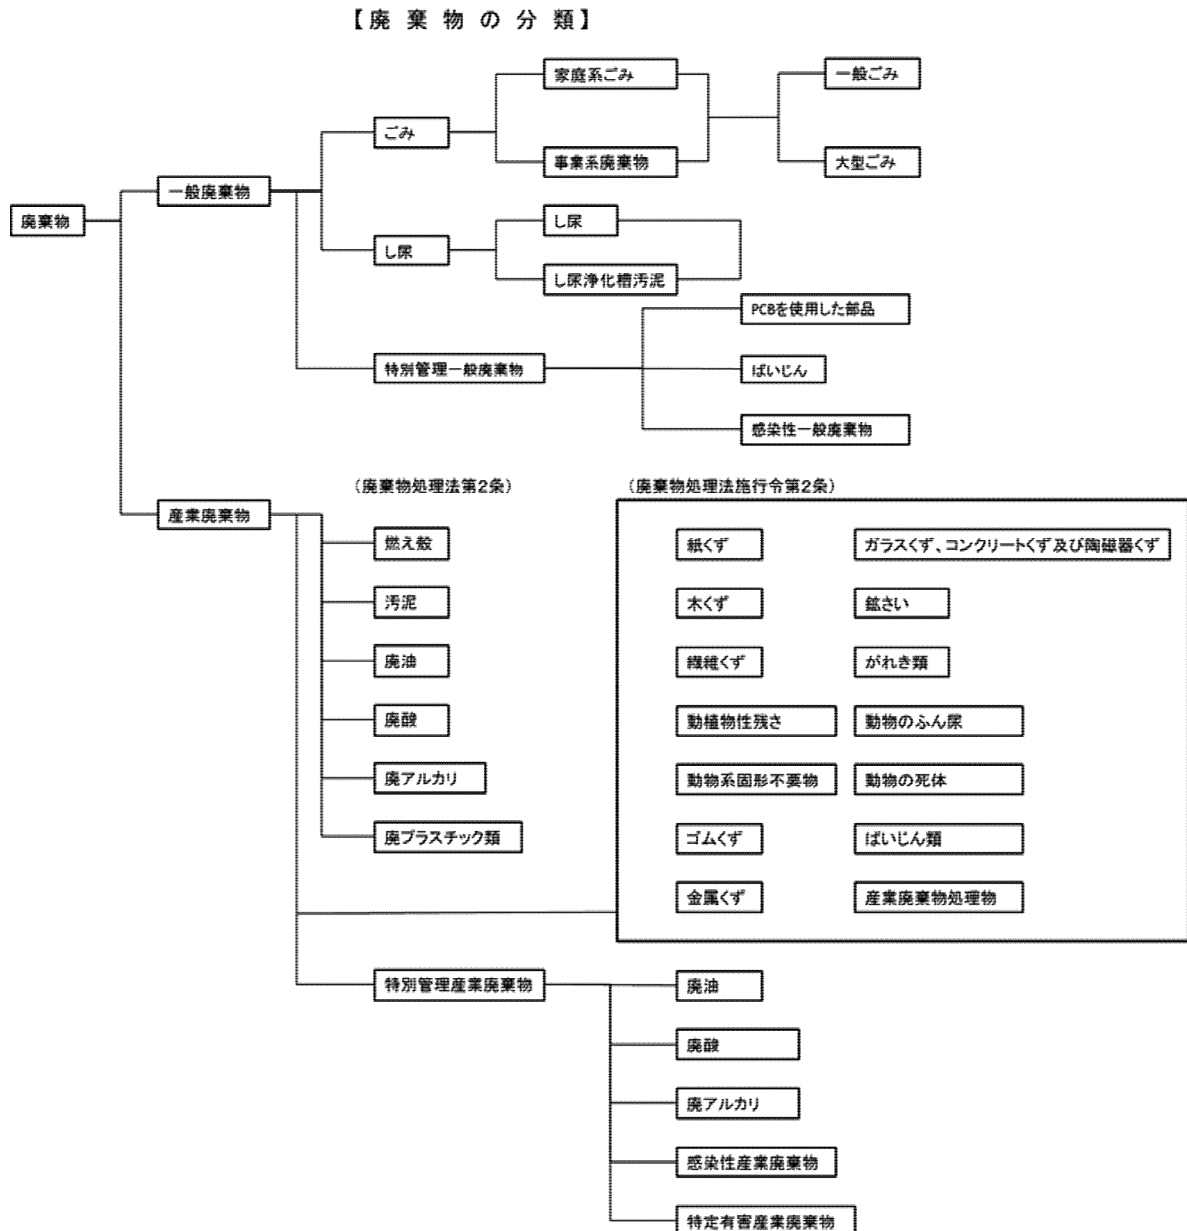 【廃棄物の分類】
家庭系ごみ
一般ごみ
ごみ
事業系廃棄物
大型ごみ
一般廃棄物
廃棄物
し尿
し尿
し尿浄化槽汚泥
PCBを使用した部品
特別管理一般廃棄物
ばいじん
感染性一般廃棄物
産業廃棄物
（廃棄物処理法第2条）
（廃棄物処理法施行令第2条）
燃え殻
紙くず
ガラスくず、コンクリートくず及び陶磁器くず
汚泥
木くず
鉱さい
廃油
繊維くず
がれき類
廃酸
動植物性残さ
動物のふん尿
廃アルカリ
動物系固形不要物
動物の死体
廃プラスチック類
ゴムくず
ばいじん類
金属くず
産業廃棄物処理物
特別管理産業廃棄物
廃油
廃酸
廃アルカリ
感染性産業廃棄物
特定有害産業廃棄物